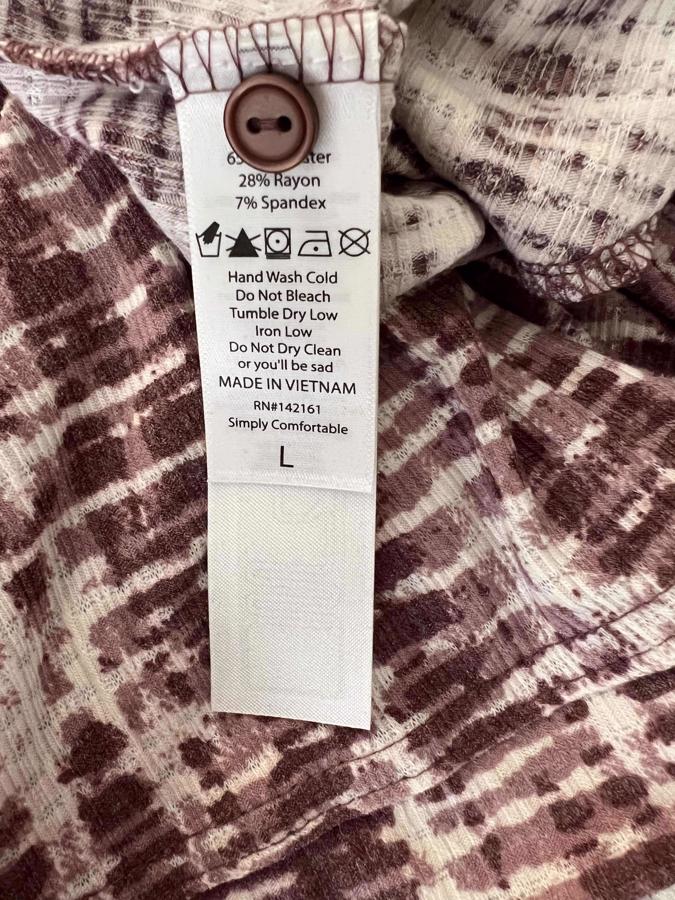 28% Rayon
7% Spandex
Hand Wash Cold
Do Not Bleach
Tumble Dry Low
Iron Low
Do Not Dry Clean
or you'll be sad
MADE IN VIETNAM
RN#142161
Simply Comfortable
L